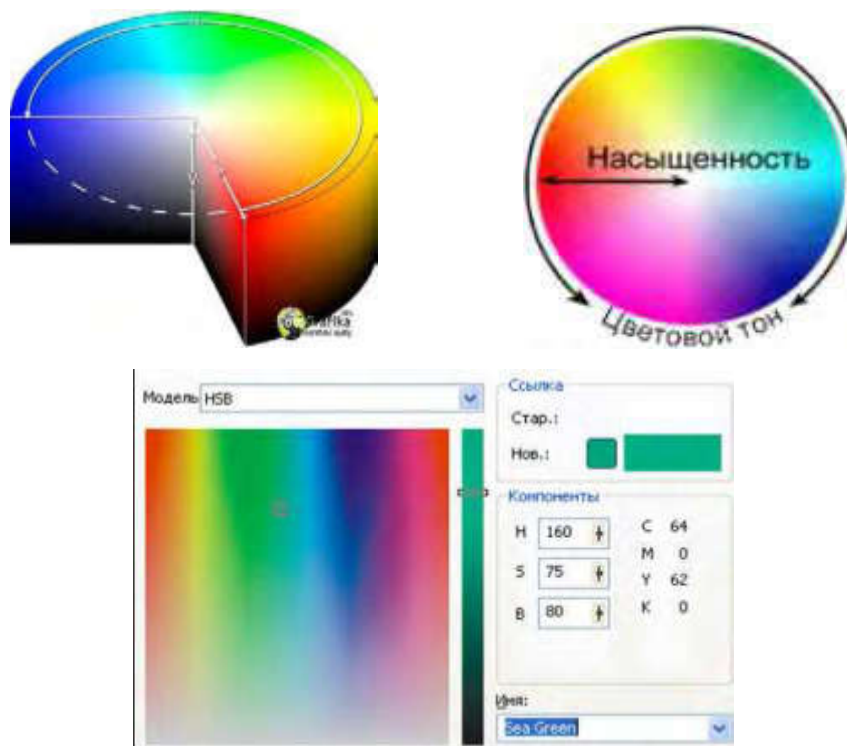 Насыщенность
Цветовой тон
Модель HSB
Ссылка
Стар.:
Нов.:
Компоненты
H 160 C 64
M 0
S 75 Y 62
B 80 K 0
Имя:
Sea Green